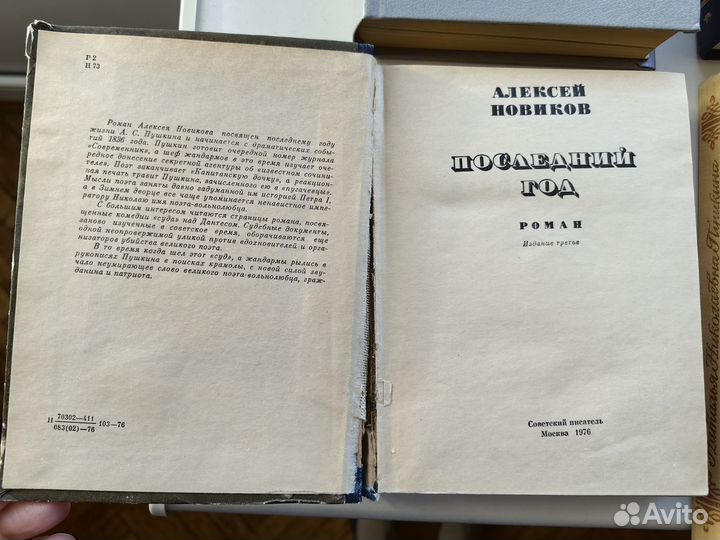 Р 2
Н 73
Роман Алексея Новикова посвящен последнему году
жизни А. С. Пушкина и начинается с драматических собы-
тий 1836 года. Пушкин готовит очередной номер журнала
«Современник», а шеф жандармов в это время изучает оче-
редное донесение секретной агентуры об «известном сочини-
теле». Поэт заканчивает «Капитанскую дочку», а реакцион-
ная печать травит Пушкина, зачисленного ею в «пугачевцы».
Мысли поэта заняты давно задуманной им историей Петра I,
а в Зимнем дворце все чаще упоминается ненавистное импе-
ратору Николаю имя поэта-вольнолюбца.
С большим интересом читаются страницы романа, посвя-
щенные комедии «суда» над Дантесом. Судебные документы,
заново изученные в советское время, оборачиваются еще
одной неопровержимой уликой против вдохновителей и орга-
низаторов убийства великого поэта.
В то время когда шел этот «суд», а жандармы рылись в
рукописях Пушкина в поисках крамолы, с новой силой зву-
чало неумирающее слово великого поэта-вольнолюбца, граж-
данина и патриота.
Н 70302—411
083(02)—76 103—76
АЛЕКСЕЙ
НОВИКОВ
ПОСЛЕДНИЙ
ГОД
РОМАН
Издание третье
Советский писатель
Москва 1976
Avito